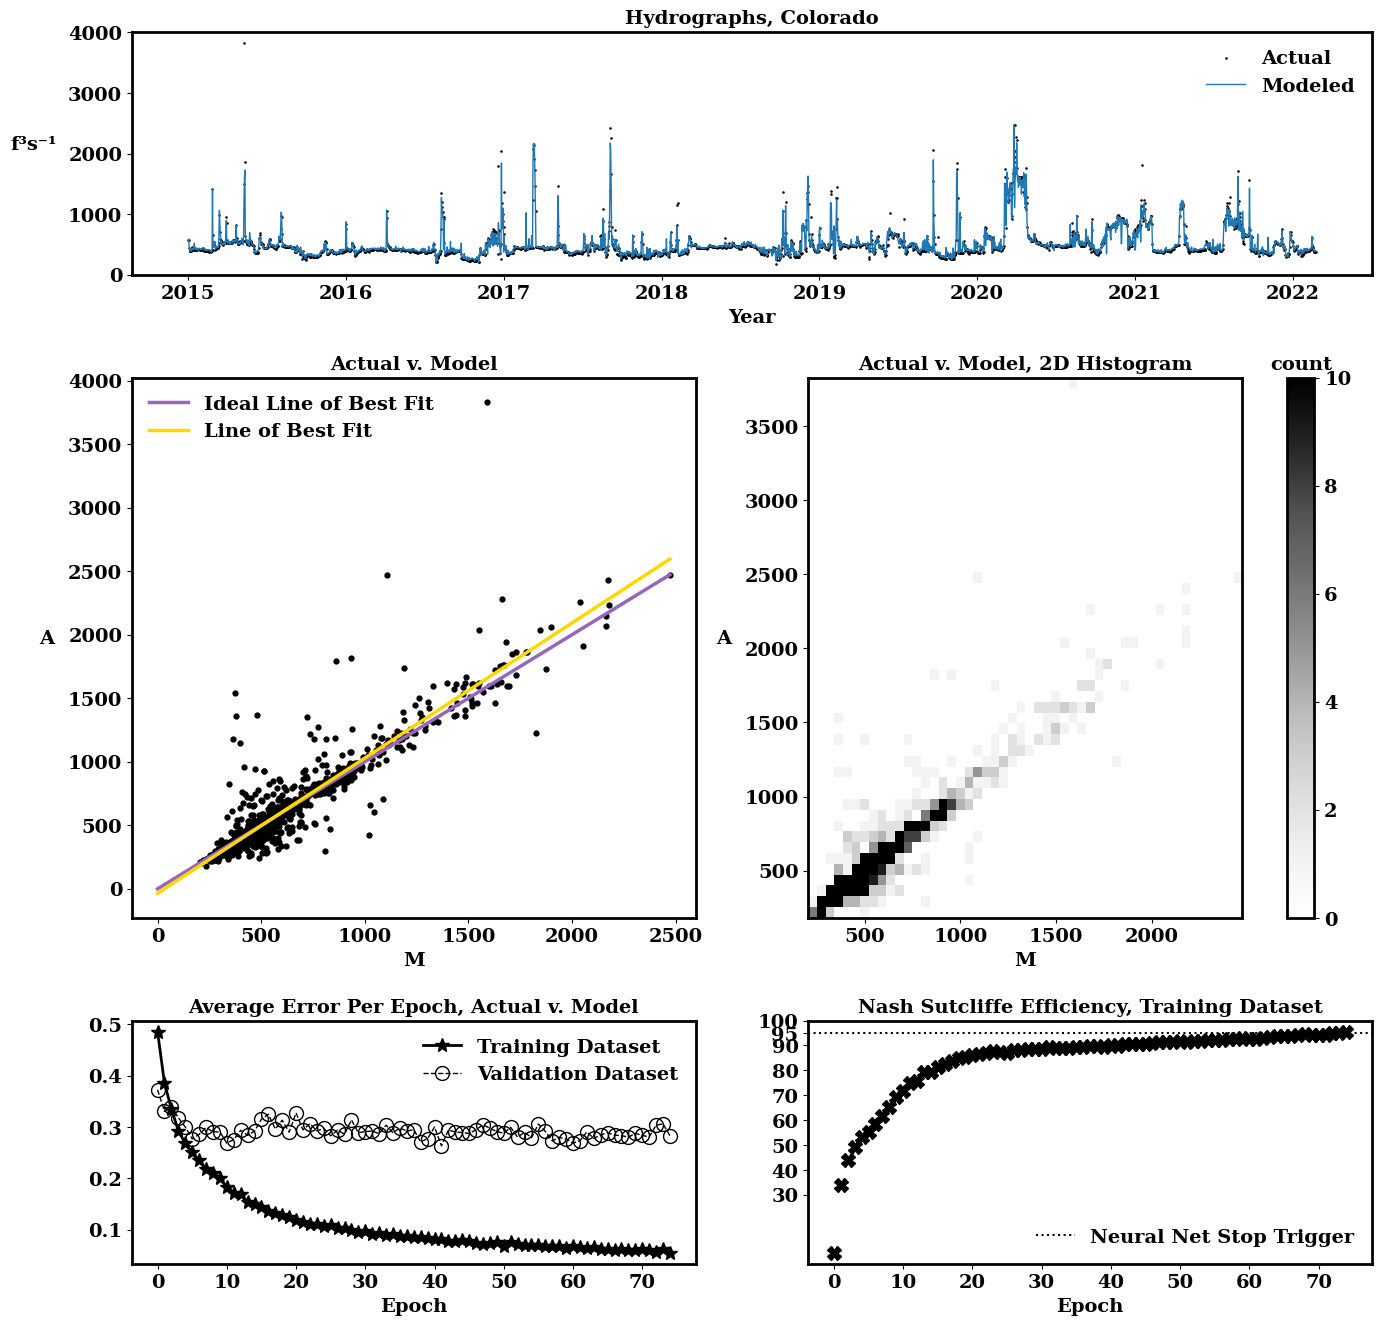 Hydrographs, Colorado
4000
3000
2000
1000
0
f³s⁻¹
Actual
Modeled
2015 2016 2017 2018 2019 2020 2021 2022
Year
Actual v. Model
4000
3500
3000
2500
2000
1500
1000
500
0
A
Ideal Line of Best Fit
Line of Best Fit
0 500 1000 1500 2000 2500
M
Actual v. Model, 2D Histogram
3500
3000
2500
2000
1500
1000
500
A
500 1000 1500 2000
M
count
10
8
6
4
2
0
Average Error Per Epoch, Actual v. Model
0.5
0.4
0.3
0.2
0.1
Training Dataset
Validation Dataset
0 10 20 30 40 50 60 70
Epoch
Nash Sutcliffe Efficiency, Training Dataset
100
95
90
80
70
60
50
40
30
Neural Net Stop Trigger
0 10 20 30 40 50 60 70
Epoch